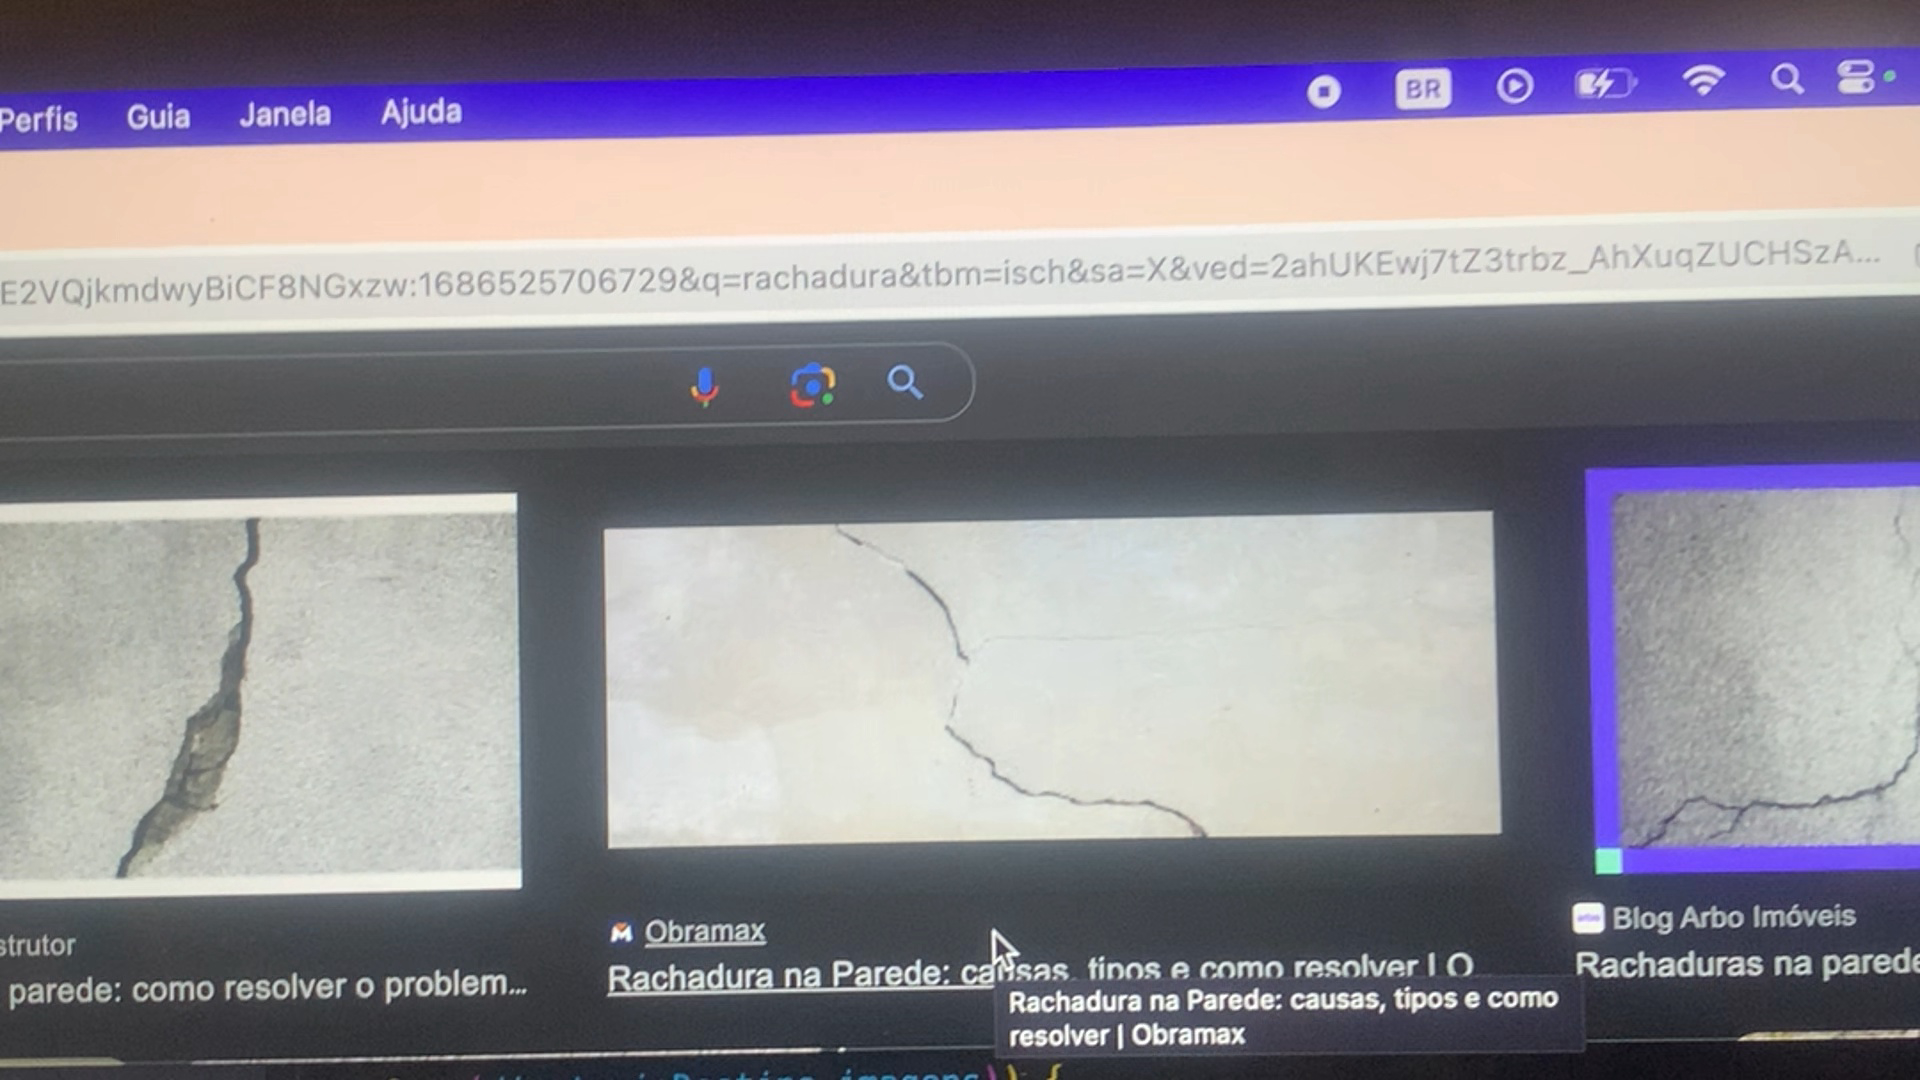 Perfis Guia Janela Ajuda BR
E2VQjkmdwyBiCF8NGxzw:1686525706729&q=rachadura&tbm=isch&sa=X&ved=2ahUKEwj7tZ3trbz_AhXuqZUCHSzA...
strutor
parede: como resolver o problem...
Obramax
Rachadura na Parede: causas, tipos e como resolver | O
Rachadura na Parede: causas, tipos e como
resolver | Obramax
Blog Arbo Imóveis
Rachaduras na parede